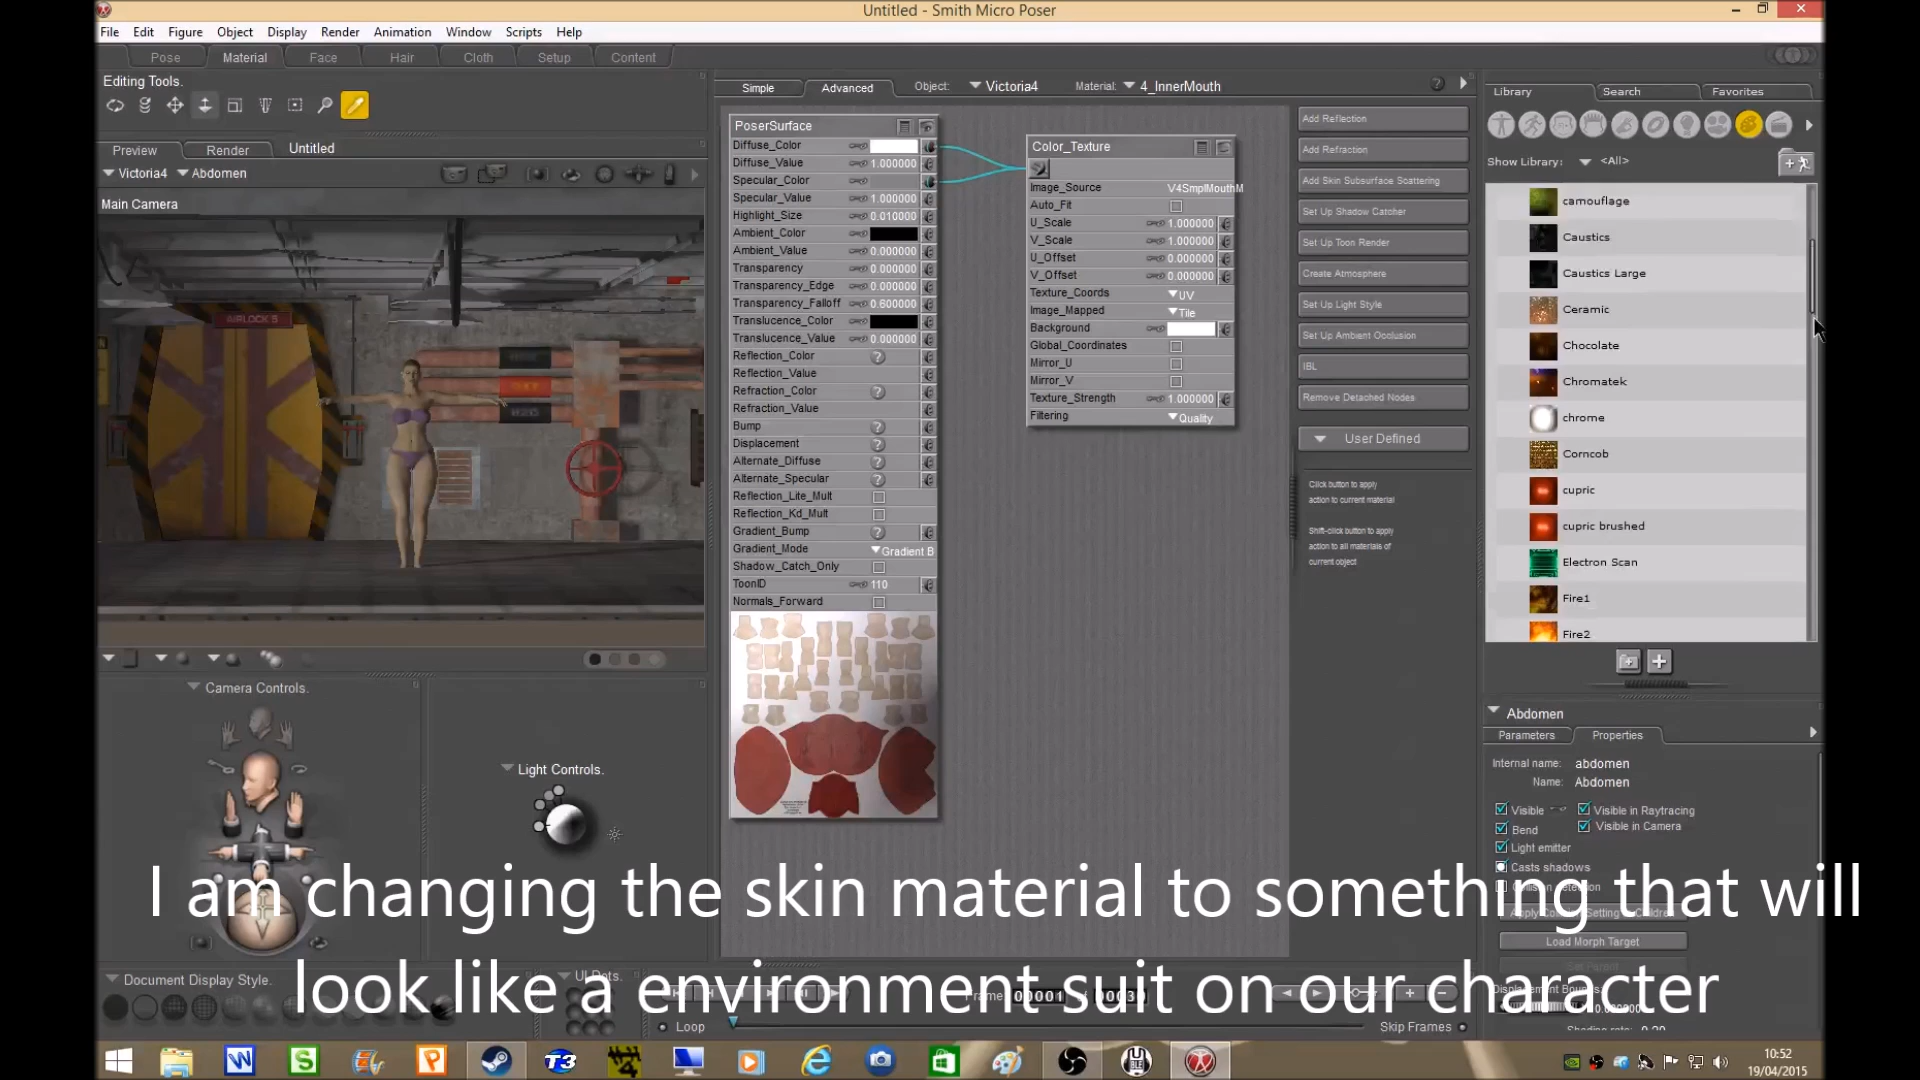 Untitled - Smith Micro Poser
File Edit Figure Object Display Render Animation Window Scripts Help
Pose Material Face Hair Cloth Setup Content
Editing Tools.
Preview Render Untitled
Victoria4 Abdomen
Main Camera
AIRLOCK 5
Simple Advanced Object: Victoria4 Material: 4_InnerMouth
PoserSurface
Diffuse_Color
Diffuse_Value 1.000000
Specular_Color
Specular_Value 1.000000
Highlight_Size 0.010000
Ambient_Color
Ambient_Value 0.000000
Transparency 0.000000
Transparency_Edge 0.000000
Transparency_Falloff 0.600000
Translucence_Color
Translucence_Value 0.000000
Reflection_Color
Reflection_Value
Refraction_Color
Refraction_Value
Bump
Displacement
Alternate_Diffuse
Alternate_Specular
Reflection_Lite_Mult
Reflection_Kd_Mult
Gradient_Bump
Gradient_Mode Gradient B
Shadow_Catch_Only
ToonID 110
Normals_Forward
Color_Texture
Image_Source V4SmplMouthM
Auto_Fit
U_Scale 1.000000
V_Scale 1.000000
U_Offset 0.000000
V_Offset 0.000000
Texture_Coords UV
Image_Mapped Tile
Background
Global_Coordinates
Mirror_U
Mirror_V
Texture_Strength 1.000000
Filtering Quality
Add Reflection
Add Refraction
Add Skin Subsurface Scattering
Set Up Shadow Catcher
Set Up Toon Render
Create Atmosphere
Set Up Light Style
Set Up Ambient Occlusion
IBL
Remove Detached Nodes
User Defined
Click button to apply
action to current material
Shift-click button to apply
action to all materials of
current object
Library Search Favorites
Show Library: <All>
camouflage
Caustics
Caustics Large
Ceramic
Chocolate
Chromatek
chrome
Corncob
cupric
cupric brushed
Electron Scan
Fire1
Fire2
Abdomen
Parameters Properties
Internal name: abdomen
Name: Abdomen
Visible Visible in Raytracing
Bend Visible in Camera
Light emitter
Casts shadows
Load Morph Target
Camera Controls.
Light Controls.
I am changing the skin material to something that will
look like a environment suit on our character
Document Display Style.
UI Dots.
Frame 00001 00030
Loop Skip Frames
10:52
19/04/2015